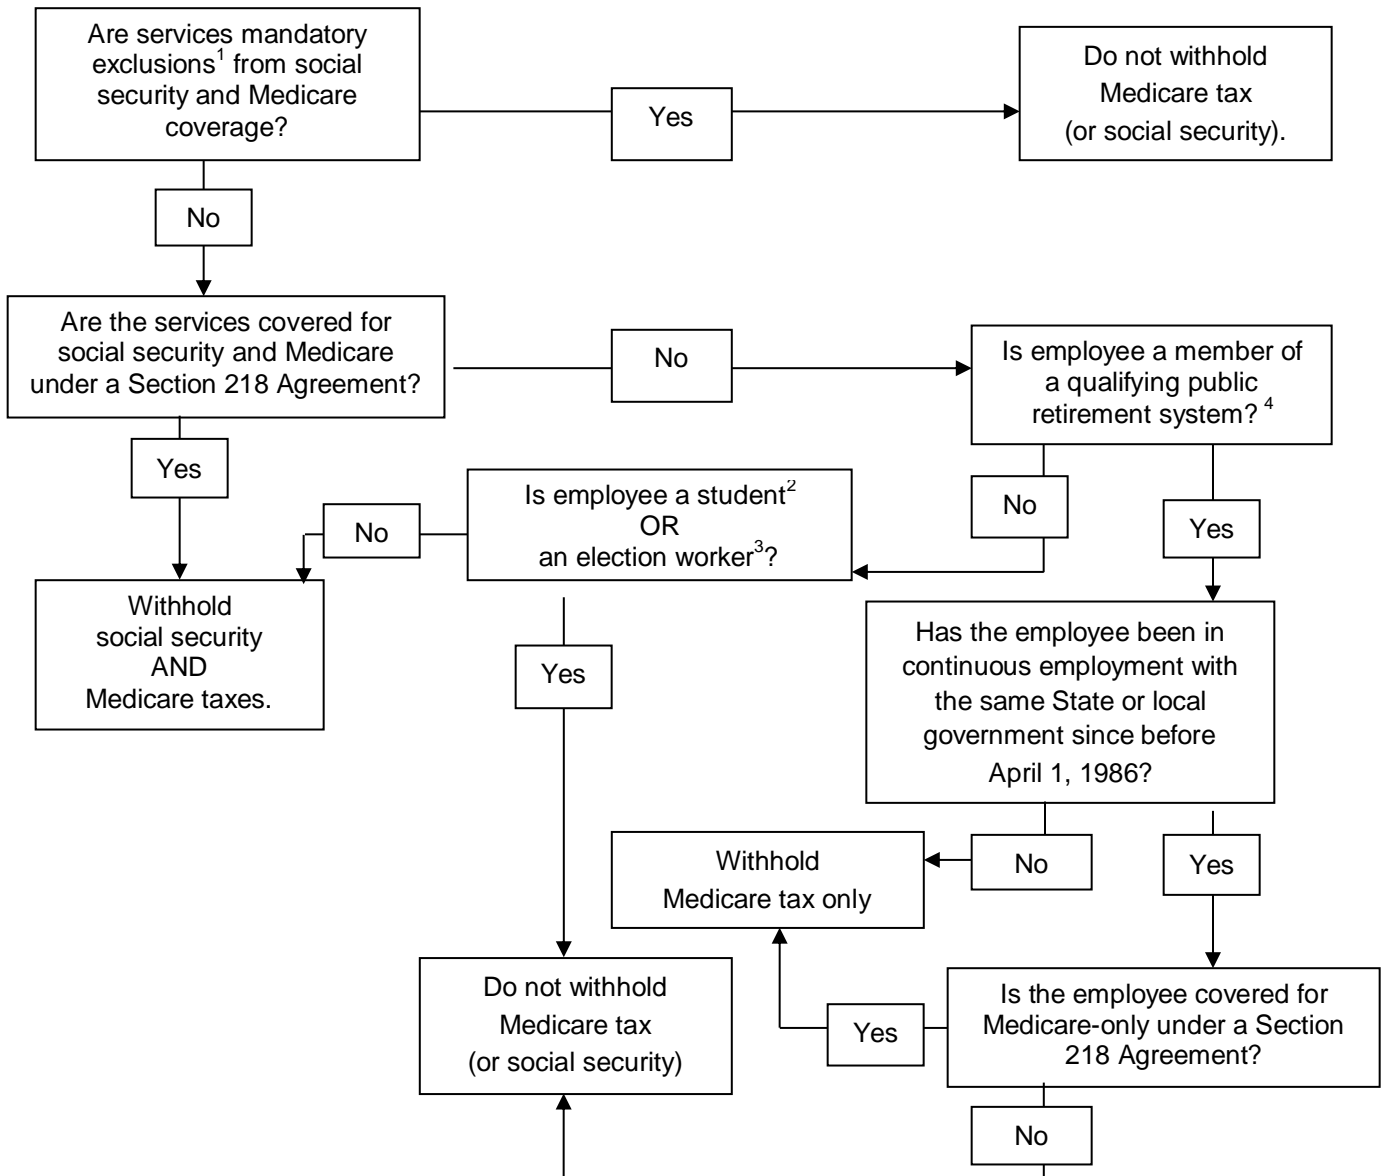 Are services mandatory
exclusions¹ from social
security and Medicare
coverage?
Yes
Do not withhold
Medicare tax
(or social security).
No
Are the services covered for
social security and Medicare
under a Section 218 Agreement?
No
Is employee a member of
a qualifying public
retirement system? ⁴
Yes
Is employee a student²
OR
an election worker³?
No
No
Yes
Withhold
social security
AND
Medicare taxes.
Yes
Has the employee been in
continuous employment with
the same State or local
government since before
April 1, 1986?
Withhold
Medicare tax only
No
Yes
Do not withhold
Medicare tax
(or social security)
Yes
Is the employee covered for
Medicare-only under a Section
218 Agreement?
No